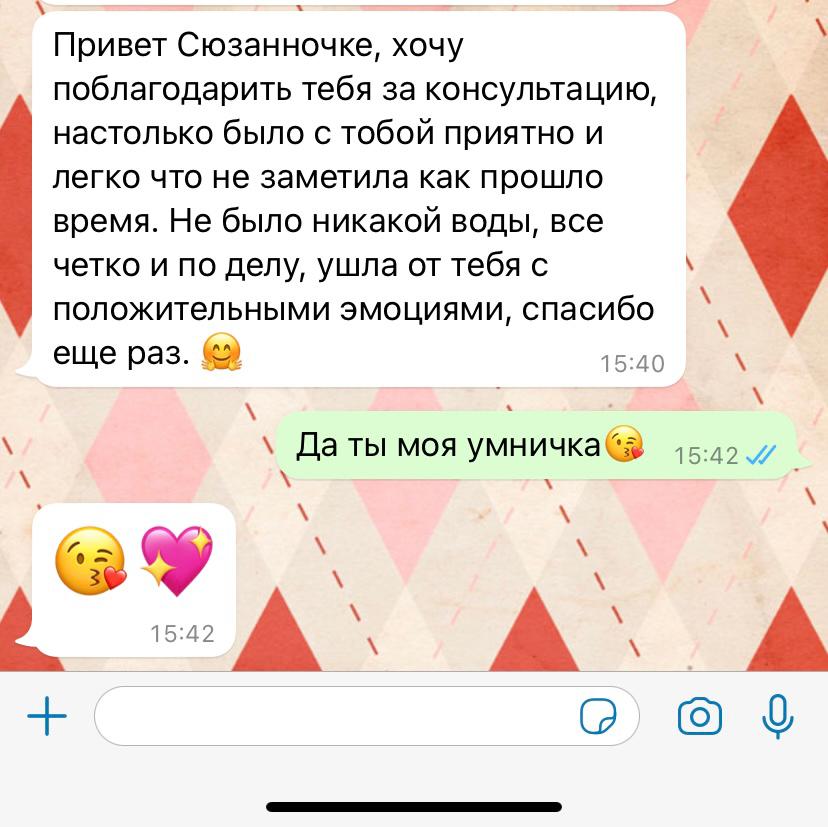 Привет Сюзанночке, хочу
поблагодарить тебя за консультацию,
настолько было с тобой приятно и
легко что не заметила как прошло
время. Не было никакой воды, все
четко и по делу, ушла от тебя с
положительными эмоциями, спасибо
еще раз. 🤗
15:40
Да ты моя умничка😘
15:42
😘 💖
15:42